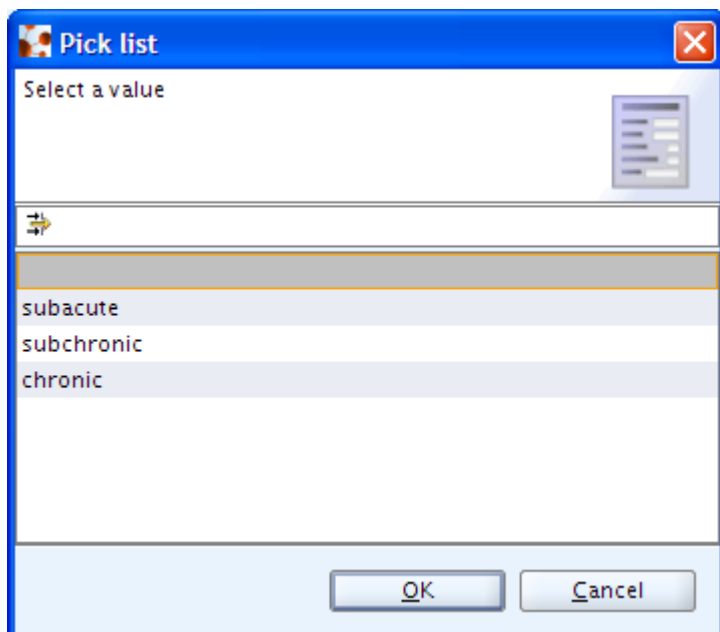 Pick list
Select a value
subacute
subchronic
chronic
OK
Cancel